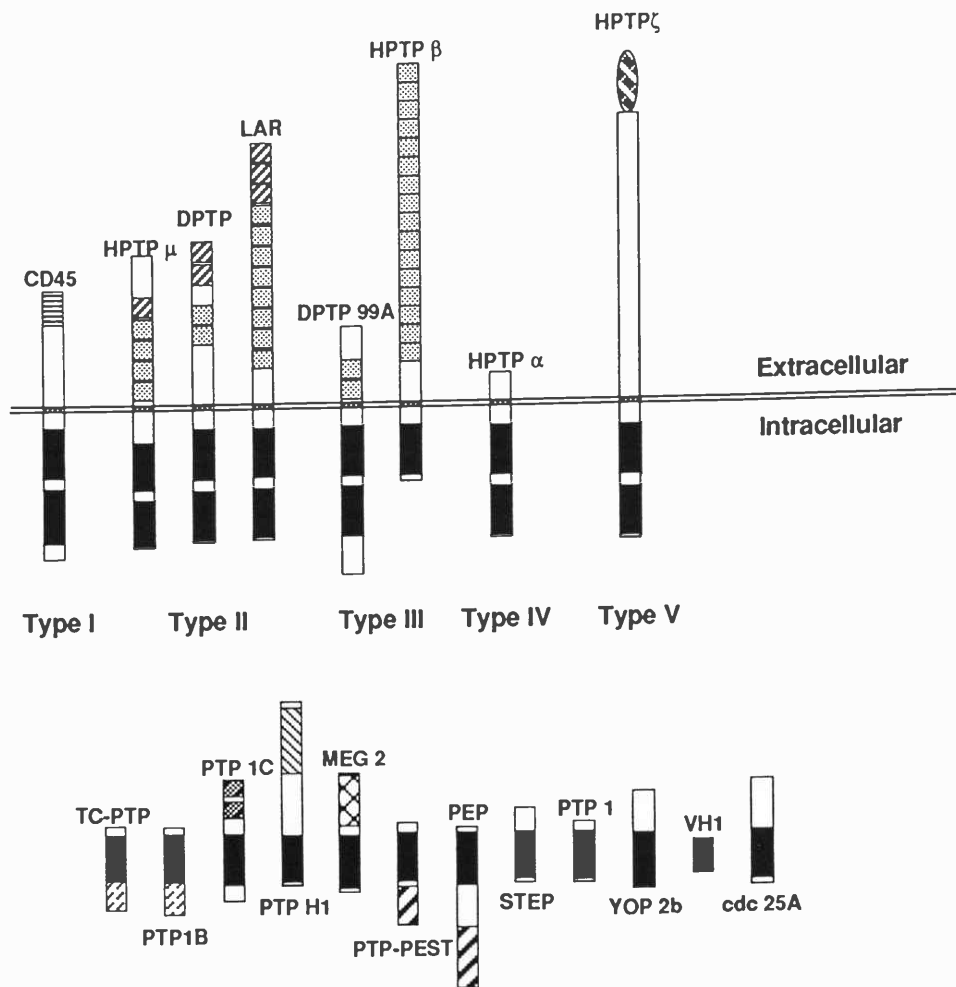 HPTPζ
HPTP β
LAR
DPTP
HPTP μ
CD45
DPTP 99A
HPTP α
Extracellular
Intracellular
Type I
Type II
Type III
Type IV
Type V
PTP 1C
MEG 2
TC-PTP
PEP
PTP 1
VH1
PTP1B
PTP H1
PTP-PEST
STEP
YOP 2b
cdc 25A